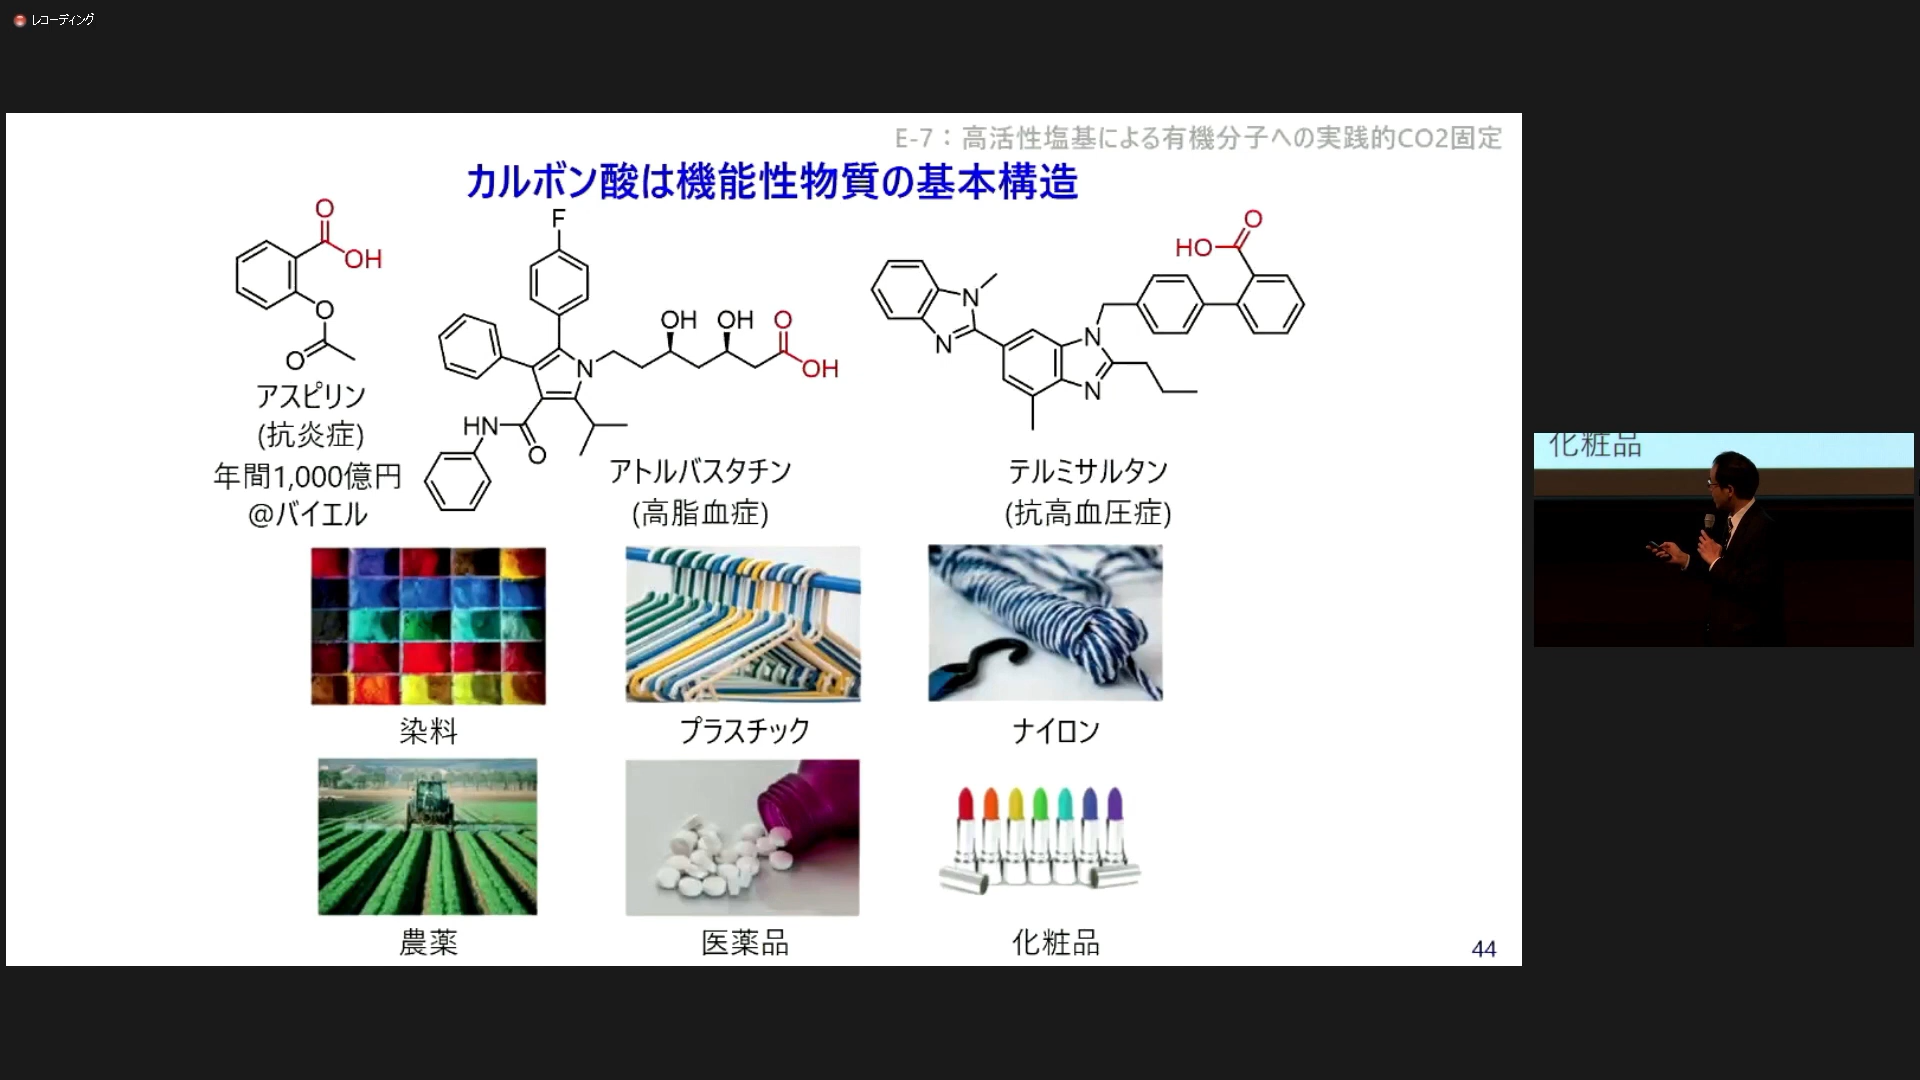 レコーディング
E-7：高活性塩基による有機分子への実践的CO2固定
カルボン酸は機能性物質の基本構造
O
OH
O
O
アスピリン
(抗炎症)
年間1,000億円
@バイエル
F
OH
OH
O
OH
N
HN
O
アトルバスタチン
(高脂血症)
O
HO
N
N
N
N
テルミサルタン
(抗高血圧症)
染料
プラスチック
ナイロン
農薬
医薬品
化粧品
44
化粧品